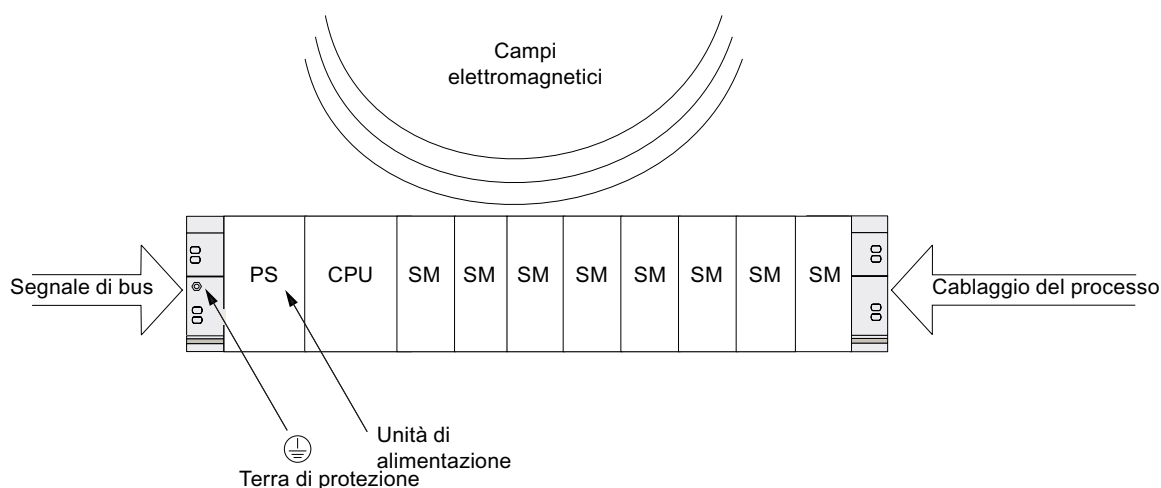 Campi
elettromagnetici
PS CPU SM SM SM SM SM SM SM SM
Segnale di bus
Cablaggio del processo
Unità di
alimentazione
Terra di protezione